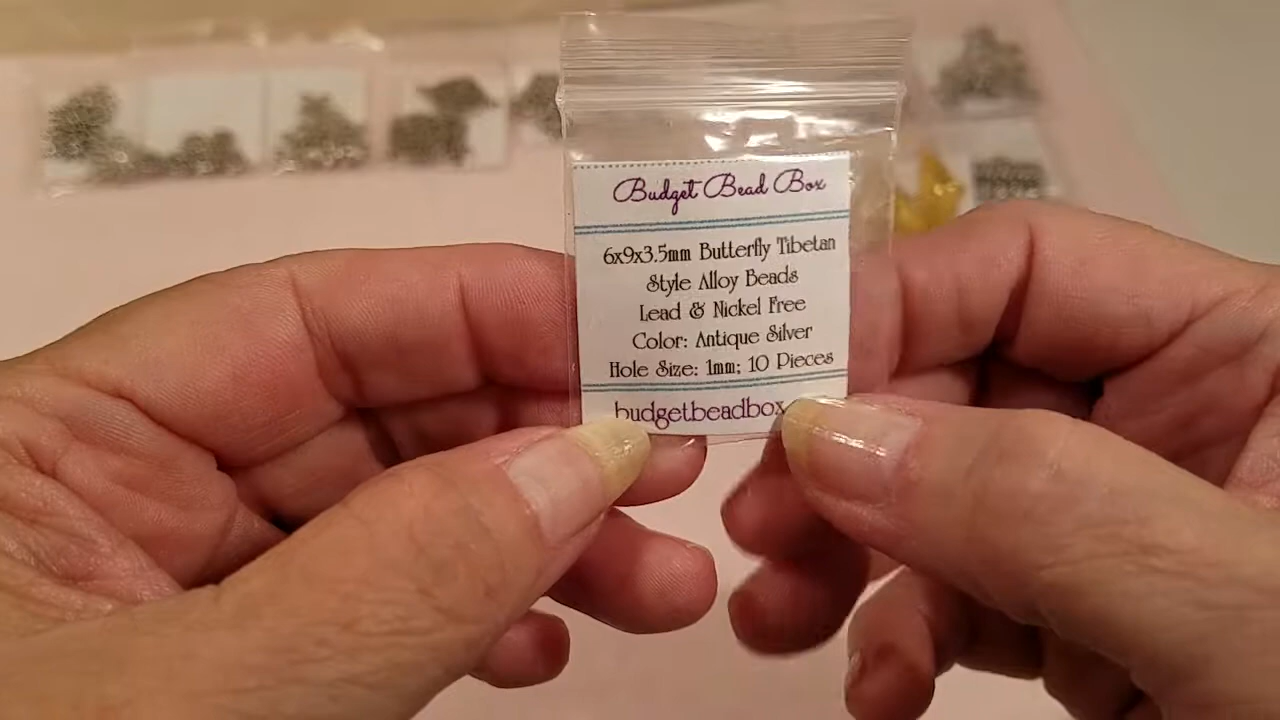 Budget Bead Box
6x9x3.5mm Butterfly Tibetan
Style Alloy Beads
Lead & Nickel Free
Color: Antique Silver
Hole Size: 1mm; 10 Pieces
budgetbeadbox